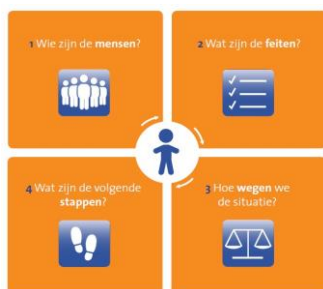 1 Wie zijn de mensen?
2 Wat zijn de feiten?
4 Wat zijn de volgende
stappen?
3 Hoe wegen we
de situatie?